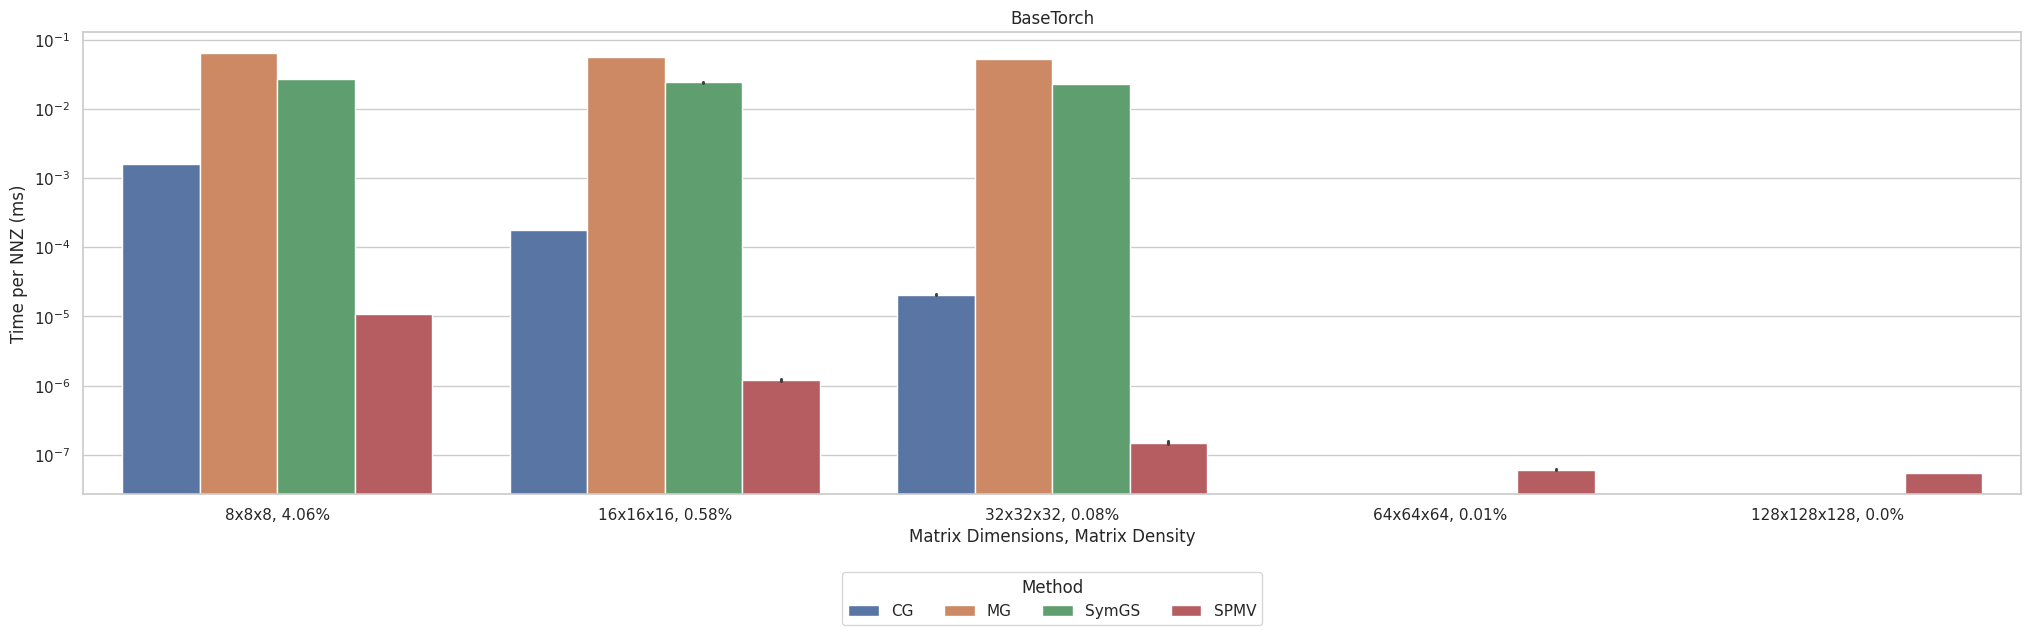 BaseTorch
Time per NNZ (ms)
10⁻¹
10⁻²
10⁻³
10⁻⁴
10⁻⁵
10⁻⁶
10⁻⁷
8x8x8, 4.06%
16x16x16, 0.58%
32x32x32, 0.08%
64x64x64, 0.01%
128x128x128, 0.0%
Matrix Dimensions, Matrix Density
Method
CG
MG
SymGS
SPMV